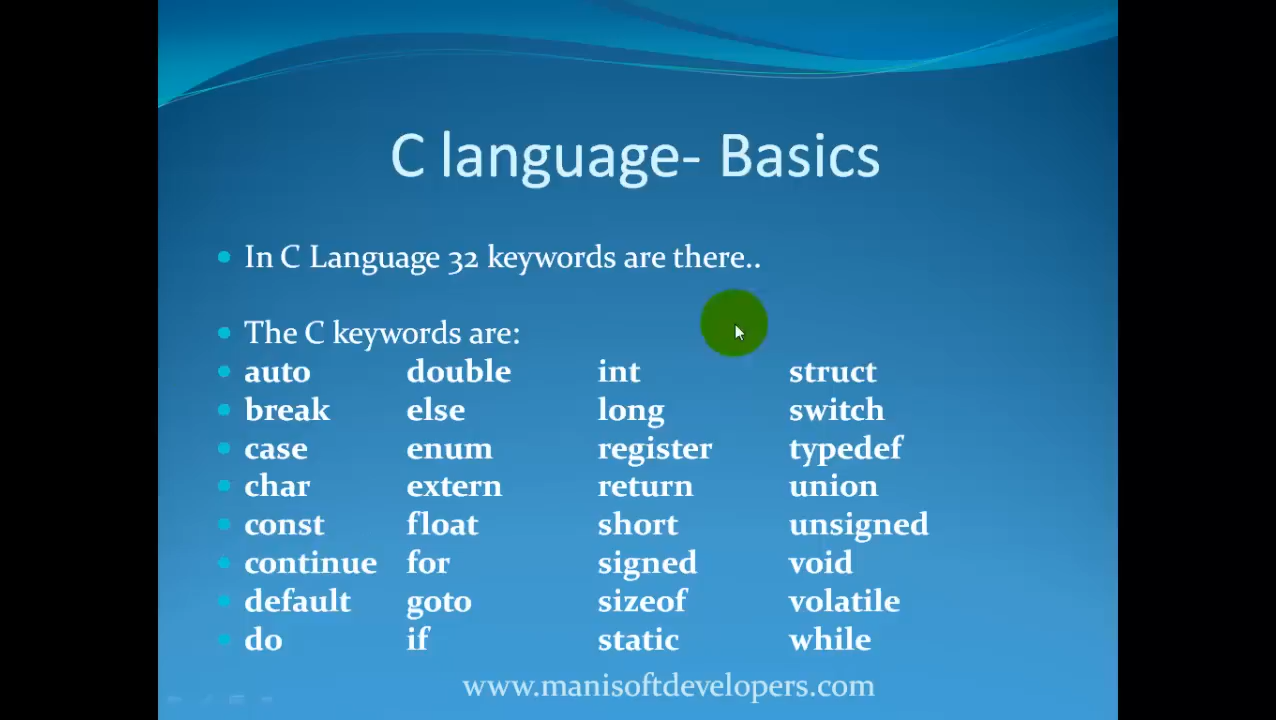 C language- Basics
In C Language 32 keywords are there..
The C keywords are:
auto double int struct
break else long switch
case enum register typedef
char extern return union
const float short unsigned
continue for signed void
default goto sizeof volatile
do if static while
www.manisoftdevelopers.com